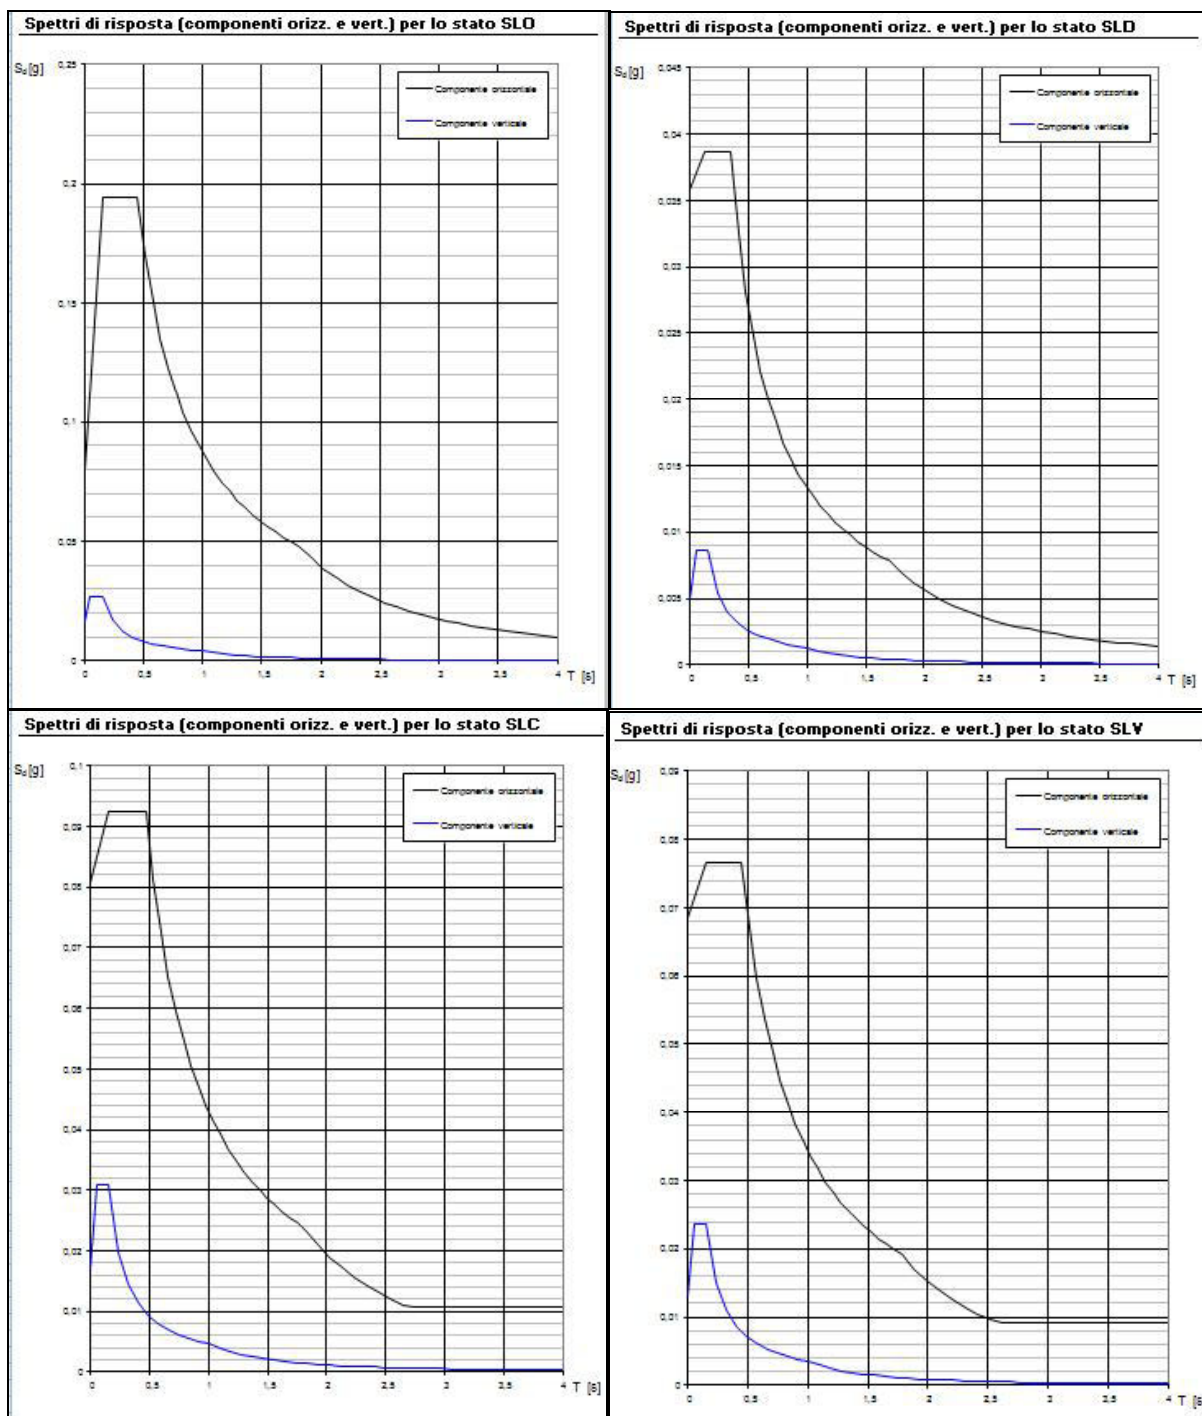 Spettri di risposta (componenti orizz. e vert.) per lo stato SLO
Sd [g]
0,25
0,2
0,15
0,1
0,05
0
Componente orizzontale
Componente verticale
0 0,5 1 1,5 2 2,5 3 3,5 4 T [s]
Spettri di risposta (componenti orizz. e vert.) per lo stato SLD
Sd [g]
0,045
0,04
0,035
0,03
0,025
0,02
0,015
0,01
0,005
0
Componente orizzontale
Componente verticale
0 0,5 1 1,5 2 2,5 3 3,5 4 T [s]
Spettri di risposta (componenti orizz. e vert.) per lo stato SLC
Sd [g]
0,1
0,09
0,08
0,07
0,06
0,05
0,04
0,03
0,02
0,01
0
Componente orizzontale
Componente verticale
0 0,5 1 1,5 2 2,5 3 3,5 4 T [s]
Spettri di risposta (componenti orizz. e vert.) per lo stato SLV
Sd [g]
0,09
0,08
0,07
0,06
0,05
0,04
0,03
0,02
0,01
0
Componente orizzontale
Componente verticale
0 0,5 1 1,5 2 2,5 3 3,5 4 T [s]